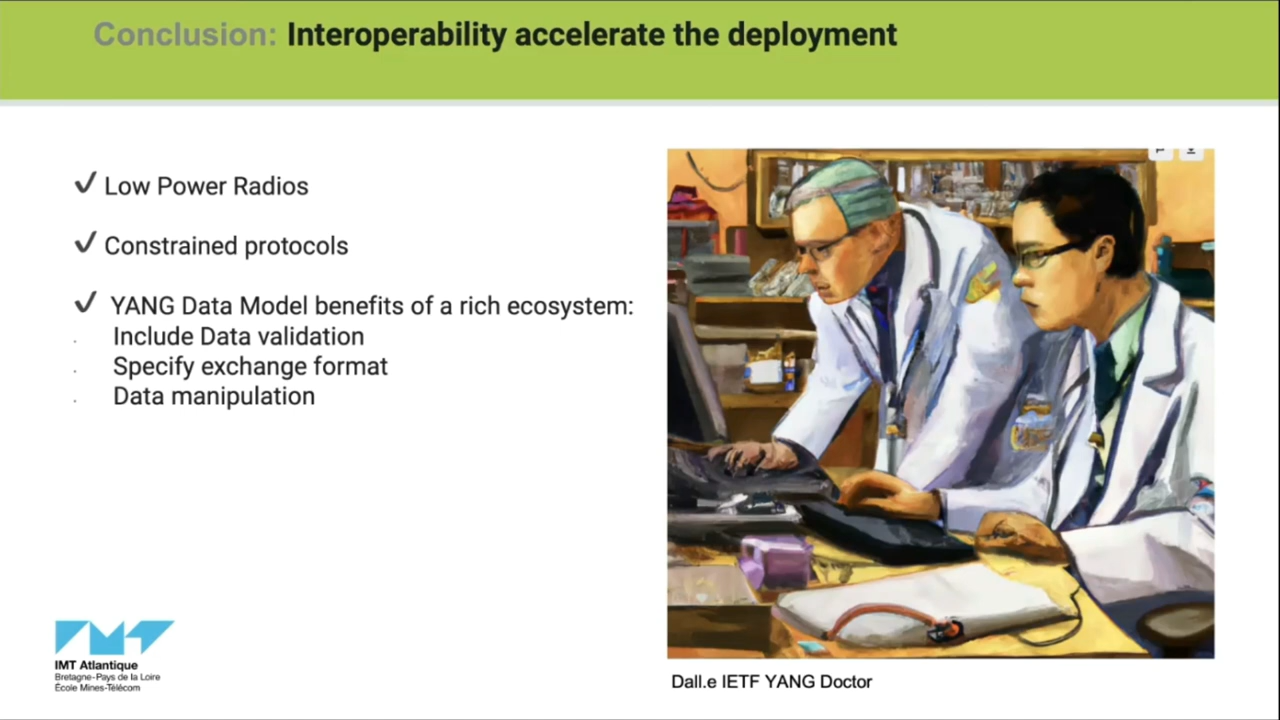 Conclusion: Interoperability accelerate the deployment
✔ Low Power Radios
✔ Constrained protocols
✔ YANG Data Model benefits of a rich ecosystem:
. Include Data validation
. Specify exchange format
. Data manipulation
IMT Atlantique
Bretagne-Pays de la Loire
École Mines-Télécom
Dall.e IETF YANG Doctor